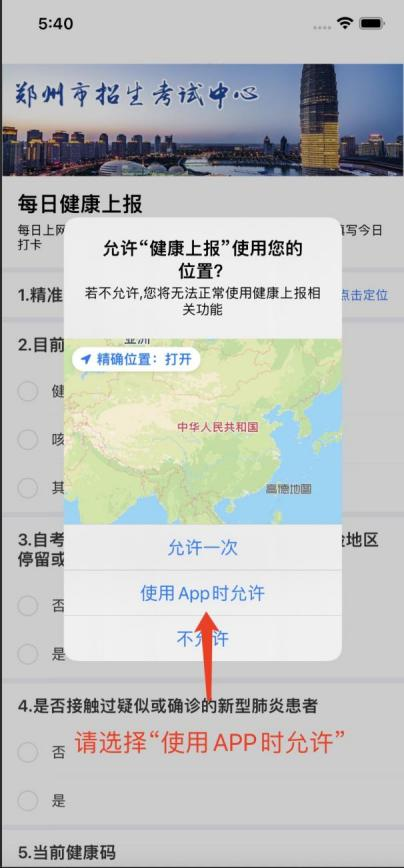 5:40
郑州市招生考试中心
每日健康上报
每日上网
写今日
打卡
允许“健康上报”使用您的
位置?
若不允许,您将无法正常使用健康上报相
关功能
1.精准
点击定位
2.目前
精确位置：打开
中华人民共和国
高德地图
健
咳
其
允许一次
3.自考
地区
停留或
使用App时允许
否
不允许
是
4.是否接触过疑似或确诊的新型肺炎患者
请选择“使用APP时允许”
否
是
5.当前健康码